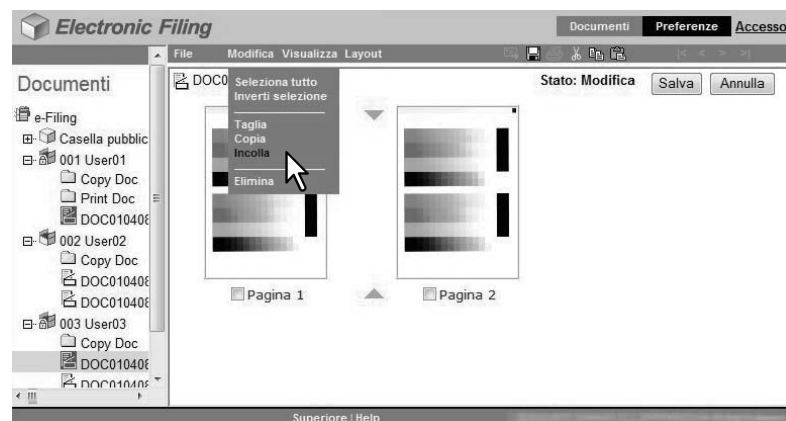 Electronic Filing
Documenti Preferenze Accesso
File Modifica Visualizza Layout
|< < > >|
Documenti
DOC0
Stato: Modifica Salva Annulla
Seleziona tutto
Inverti selezione
Taglia
Copia
Incolla
Elimina
e-Filing
Casella pubblic
001 User01
Copy Doc
Print Doc
DOC010408
002 User02
Copy Doc
DOC010408
DOC010408
003 User03
Copy Doc
DOC010408
DOC010408
Pagina 1
Pagina 2
Superiore | Help